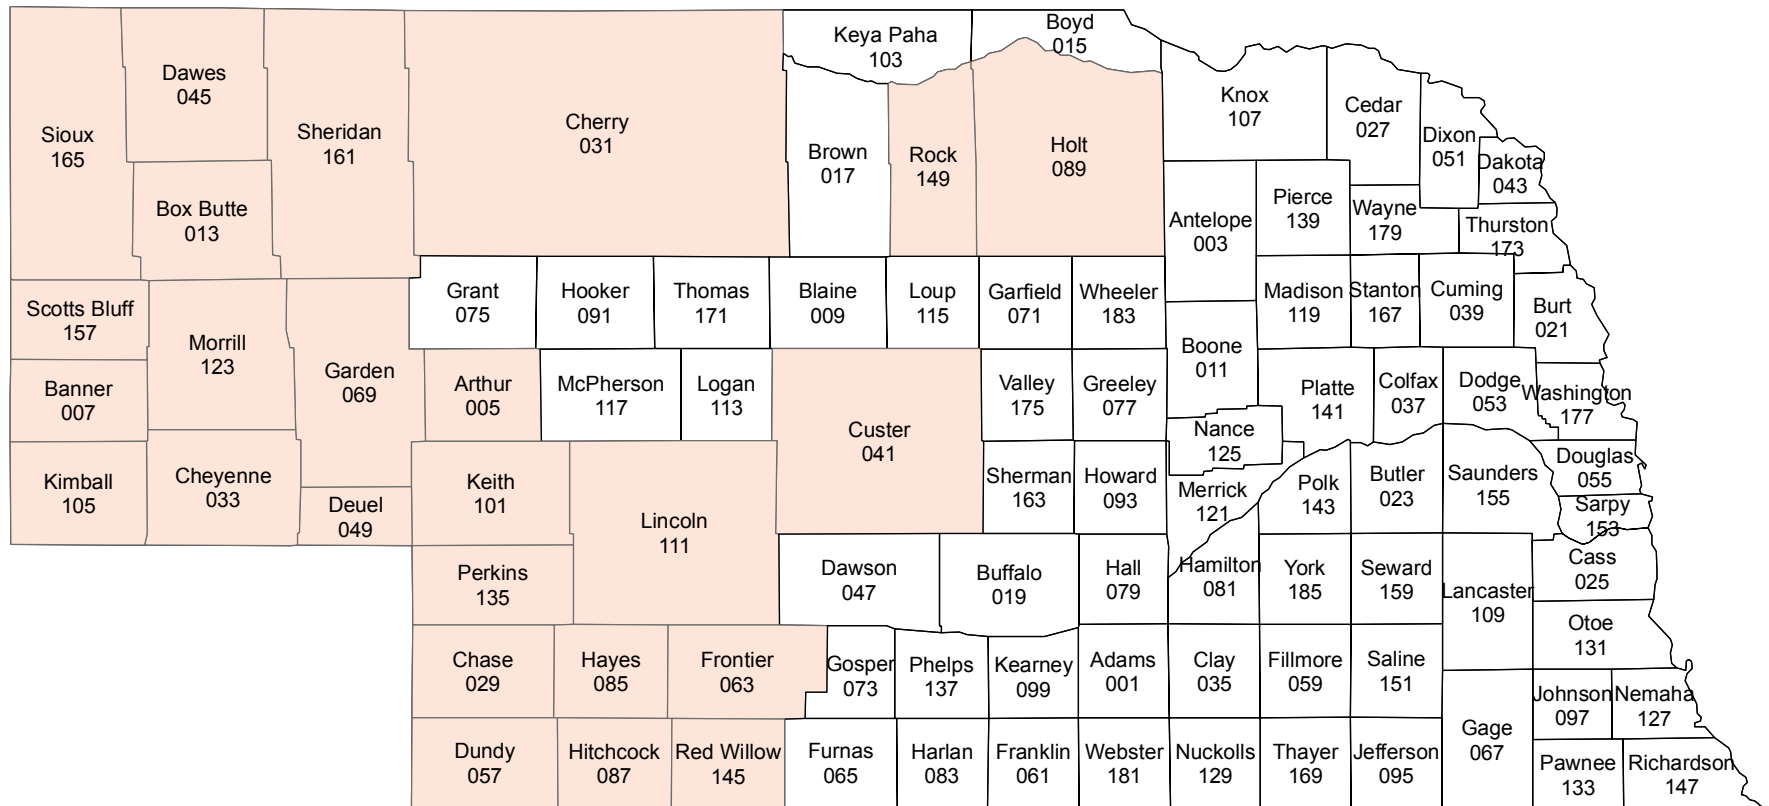 Sioux
165
Dawes
045
Box Butte
013
Sheridan
161
Cherry
031
Keya Paha
103
Boyd
015
Brown
017
Rock
149
Holt
089
Knox
107
Cedar
027
Dixon
051
Dakota
043
Antelope
003
Pierce
139
Wayne
179
Thurston
173
Scotts Bluff
157
Banner
007
Kimball
105
Morrill
123
Cheyenne
033
Garden
069
Deuel
049
Grant
075
Hooker
091
Thomas
171
Blaine
009
Loup
115
Garfield
071
Wheeler
183
Boone
011
Madison
119
Stanton
167
Cuming
039
Burt
021
Arthur
005
McPherson
117
Logan
113
Custer
041
Valley
175
Greeley
077
Nance
125
Platte
141
Colfax
037
Dodge
053
Washington
177
Keith
101
Lincoln
111
Sherman
163
Howard
093
Merrick
121
Polk
143
Butler
023
Saunders
155
Douglas
055
Sarpy
153
Perkins
135
Dawson
047
Buffalo
019
Hall
079
Hamilton
081
York
185
Seward
159
Lancaster
109
Cass
025
Otoe
131
Chase
029
Hayes
085
Frontier
063
Gosper
073
Phelps
137
Kearney
099
Adams
001
Clay
035
Fillmore
059
Saline
151
Gage
067
Johnson
097
Nemaha
127
Dundy
057
Hitchcock
087
Red Willow
145
Furnas
065
Harlan
083
Franklin
061
Webster
181
Nuckolls
129
Thayer
169
Jefferson
095
Pawnee
133
Richardson
147